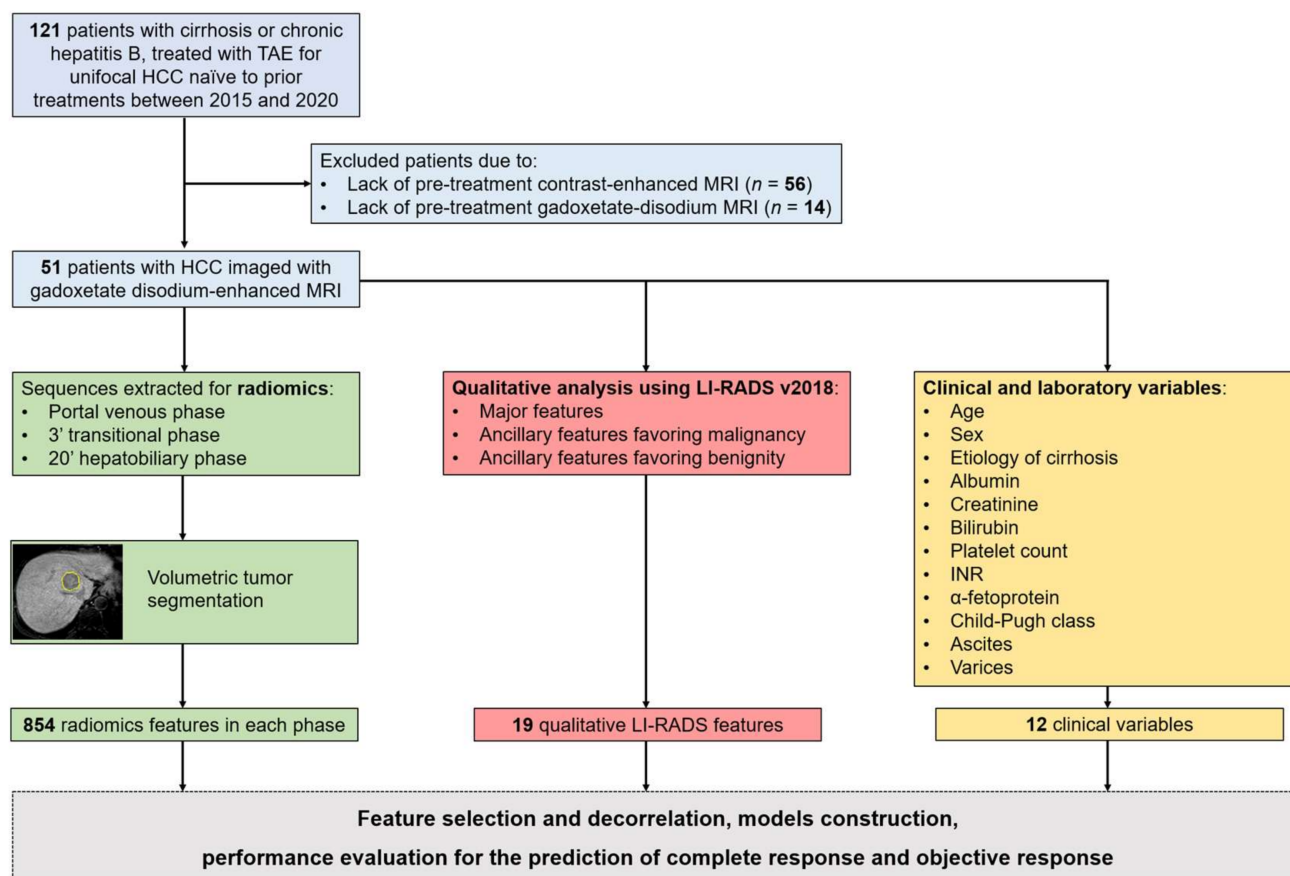 121 patients with cirrhosis or chronic
hepatitis B, treated with TAE for
unifocal HCC naïve to prior
treatments between 2015 and 2020
Excluded patients due to:
• Lack of pre-treatment contrast-enhanced MRI (n = 56)
• Lack of pre-treatment gadoxetate-disodium MRI (n = 14)
51 patients with HCC imaged with
gadoxetate disodium-enhanced MRI
Sequences extracted for radiomics:
• Portal venous phase
• 3' transitional phase
• 20' hepatobiliary phase
Volumetric tumor
segmentation
854 radiomics features in each phase
Qualitative analysis using LI-RADS v2018:
• Major features
• Ancillary features favoring malignancy
• Ancillary features favoring benignity
19 qualitative LI-RADS features
Clinical and laboratory variables:
• Age
• Sex
• Etiology of cirrhosis
• Albumin
• Creatinine
• Bilirubin
• Platelet count
• INR
• α-fetoprotein
• Child-Pugh class
• Ascites
• Varices
12 clinical variables
Feature selection and decorrelation, models construction,
performance evaluation for the prediction of complete response and objective response